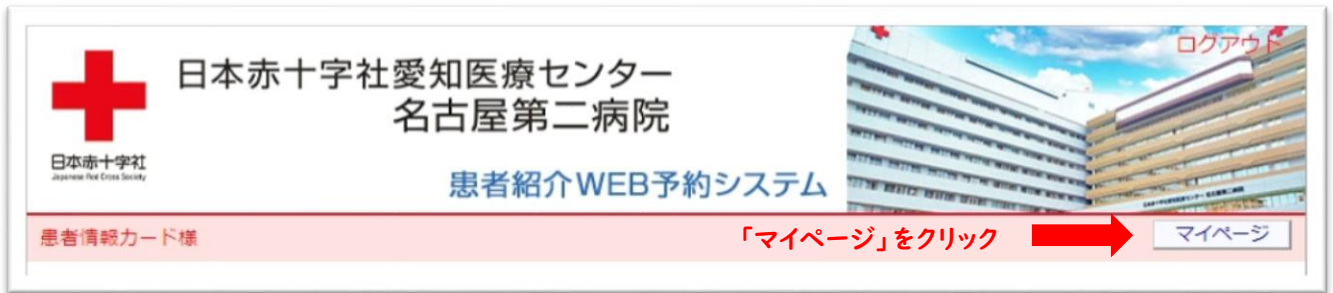 ログアウト
日本赤十字社愛知医療センター
名古屋第二病院
日本赤十字社
Japanese Red Cross Society
患者紹介WEB予約システム
患者情報カード様
「マイページ」をクリック
マイページ